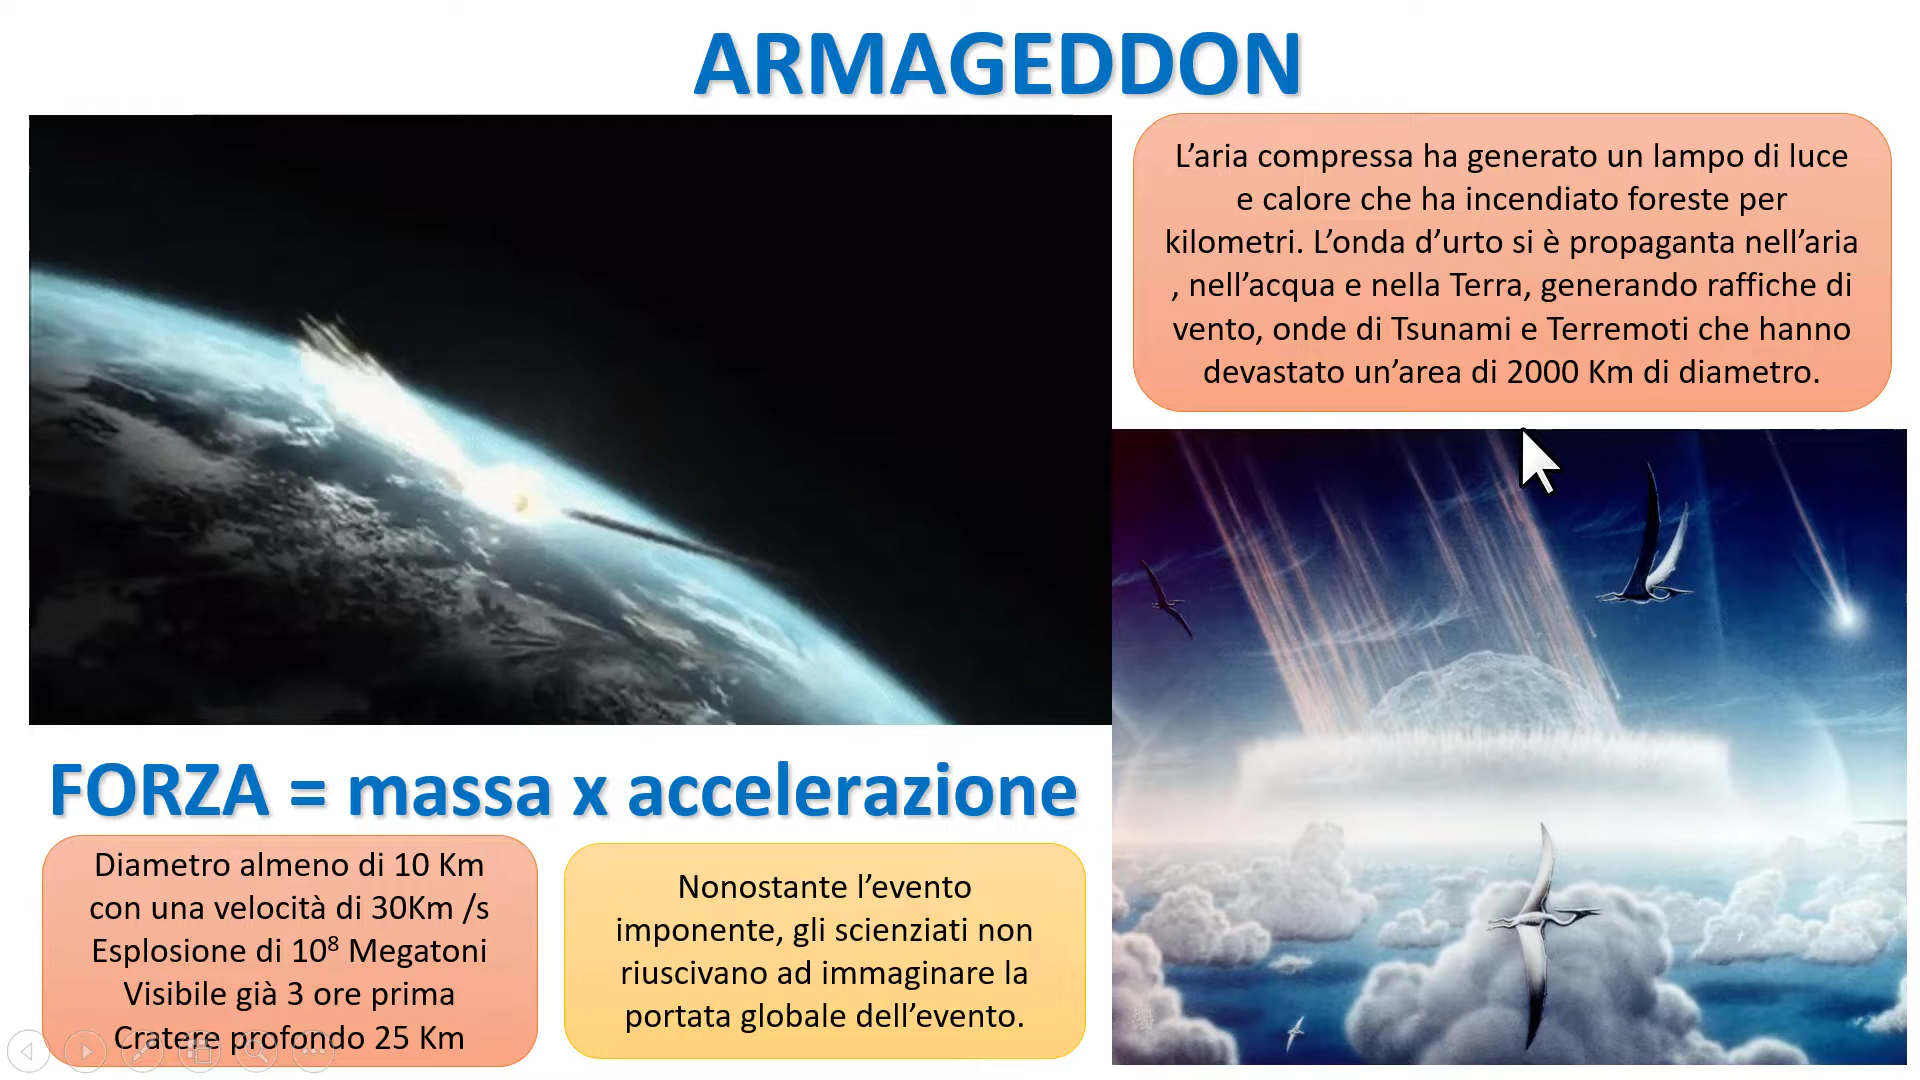 ARMAGEDDON
L’aria compressa ha generato un lampo di luce
e calore che ha incendiato foreste per
kilometri. L’onda d’urto si è propaganta nell’aria
, nell’acqua e nella Terra, generando raffiche di
vento, onde di Tsunami e Terremoti che hanno
devastato un’area di 2000 Km di diametro.
FORZA = massa x accelerazione
Diametro almeno di 10 Km
con una velocità di 30Km /s
Esplosione di 10⁸ Megatoni
Visibile già 3 ore prima
Cratere profondo 25 Km
Nonostante l’evento
imponente, gli scienziati non
riuscivano ad immaginare la
portata globale dell’evento.